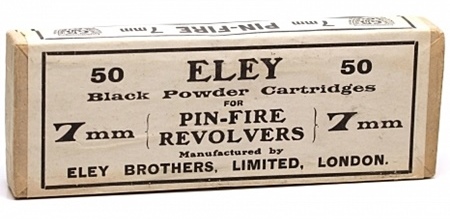 PIN-FIRE 7mm
50 ELEY 50
Black Powder Cartridges
FOR
7mm { PIN-FIRE } 7mm
REVOLVERS
Manufactured by
ELEY BROTHERS, LIMITED, LONDON.